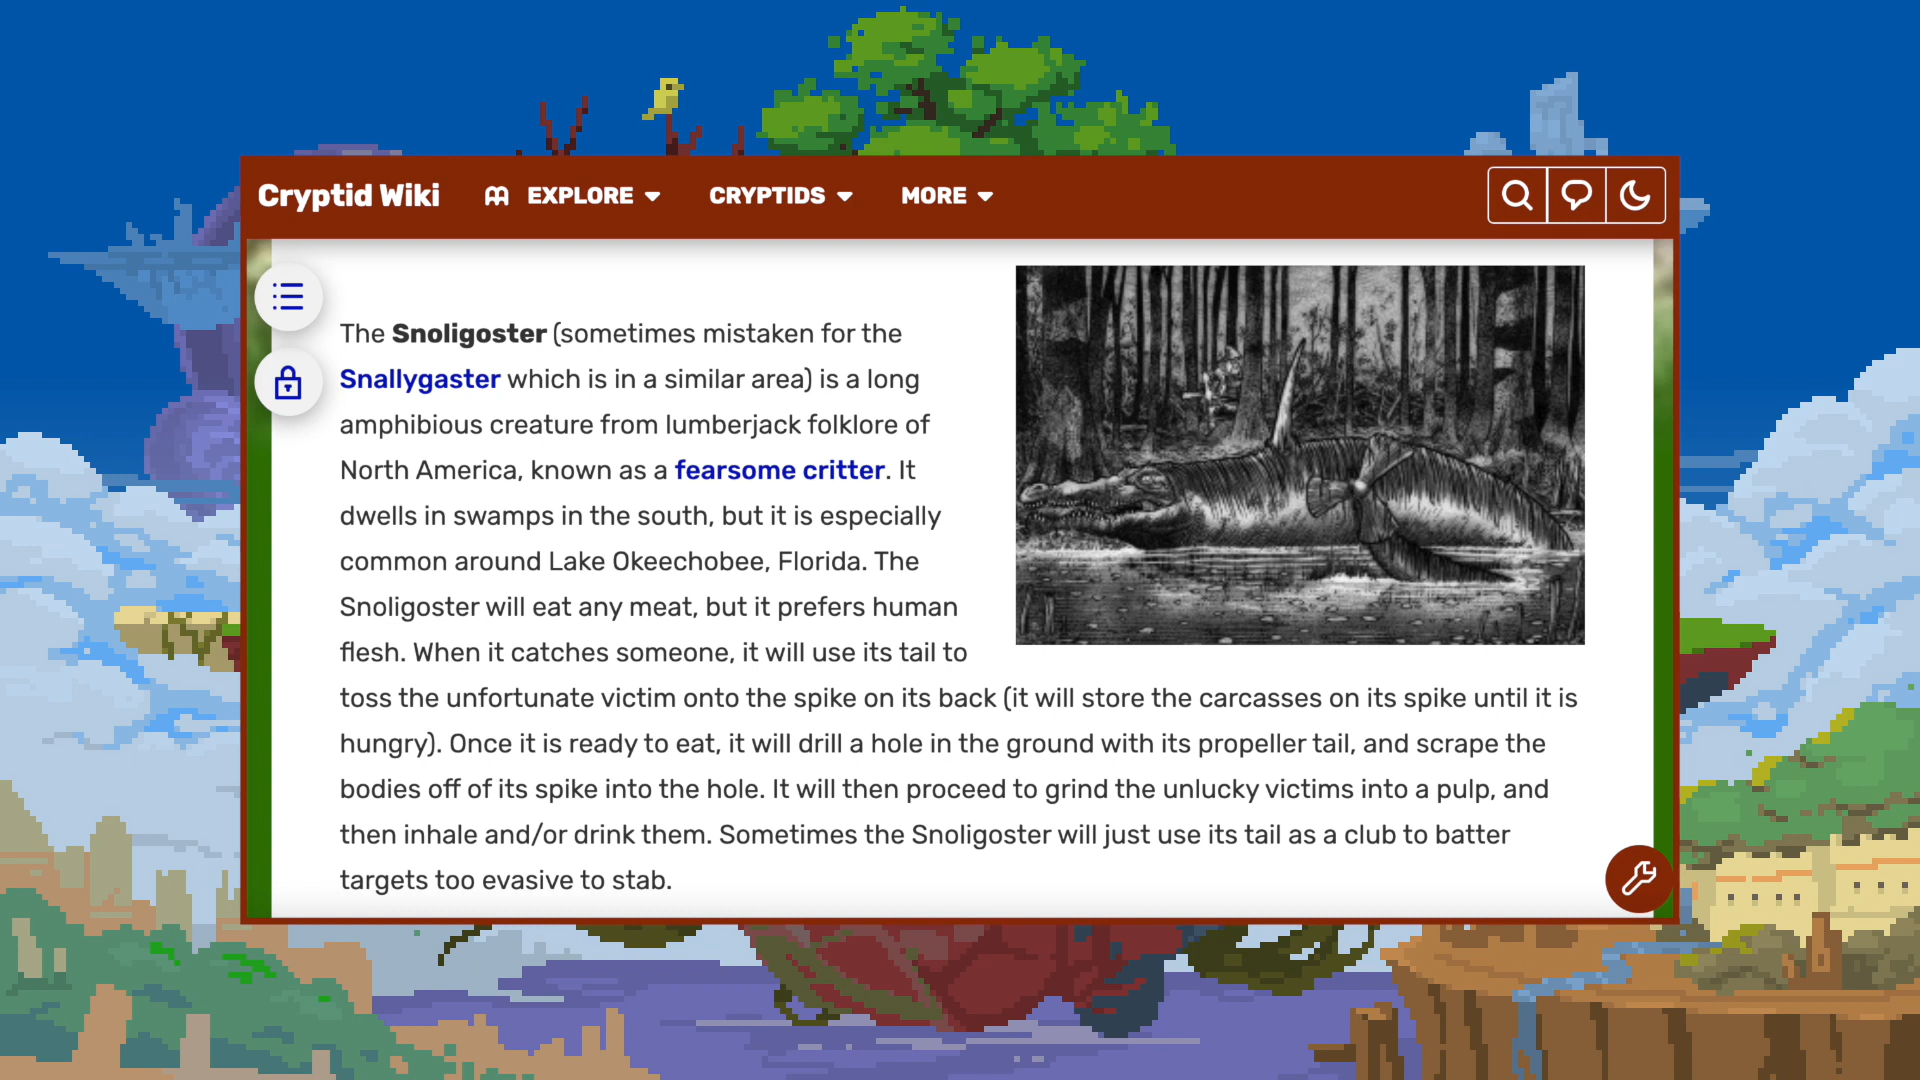 Cryptid Wiki EXPLORE CRYPTIDS MORE
The Snoligoster (sometimes mistaken for the
Snallygaster which is in a similar area) is a long
amphibious creature from lumberjack folklore of
North America, known as a fearsome critter. It
dwells in swamps in the south, but it is especially
common around Lake Okeechobee, Florida. The
Snoligoster will eat any meat, but it prefers human
flesh. When it catches someone, it will use its tail to
toss the unfortunate victim onto the spike on its back (it will store the carcasses on its spike until it is
hungry). Once it is ready to eat, it will drill a hole in the ground with its propeller tail, and scrape the
bodies off of its spike into the hole. It will then proceed to grind the unlucky victims into a pulp, and
then inhale and/or drink them. Sometimes the Snoligoster will just use its tail as a club to batter
targets too evasive to stab.